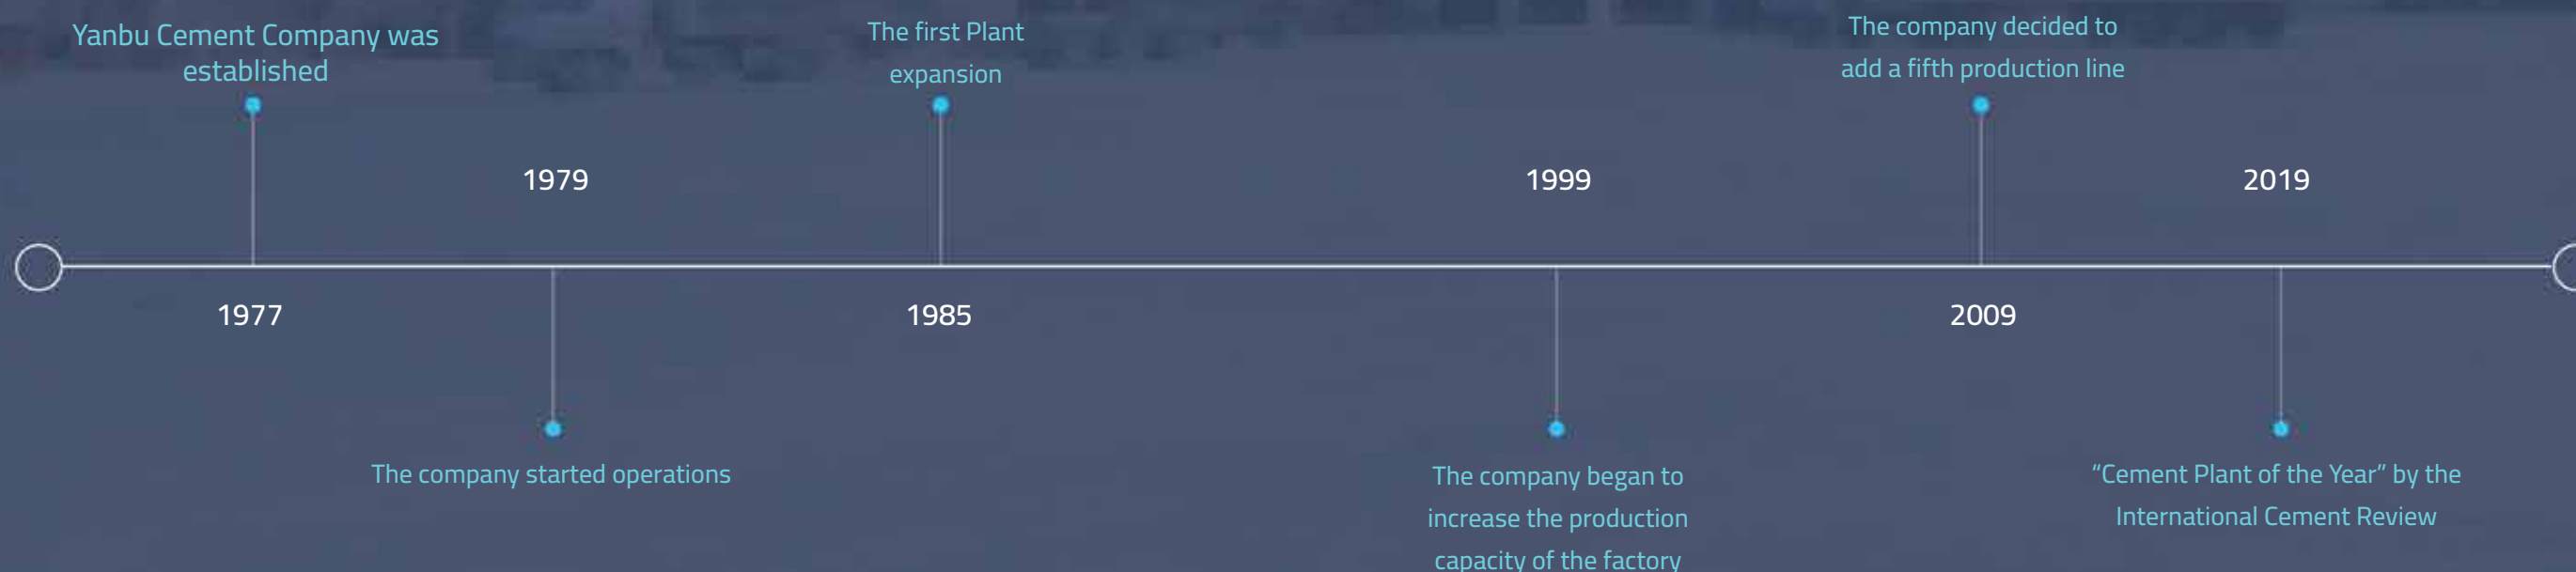 Yanbu Cement Company was
established
1977
1979
The company started operations
The first Plant
expansion
1985
1999
The company began to
increase the production
capacity of the factory
The company decided to
add a fifth production line
2009
2019
“Cement Plant of the Year” by the
International Cement Review